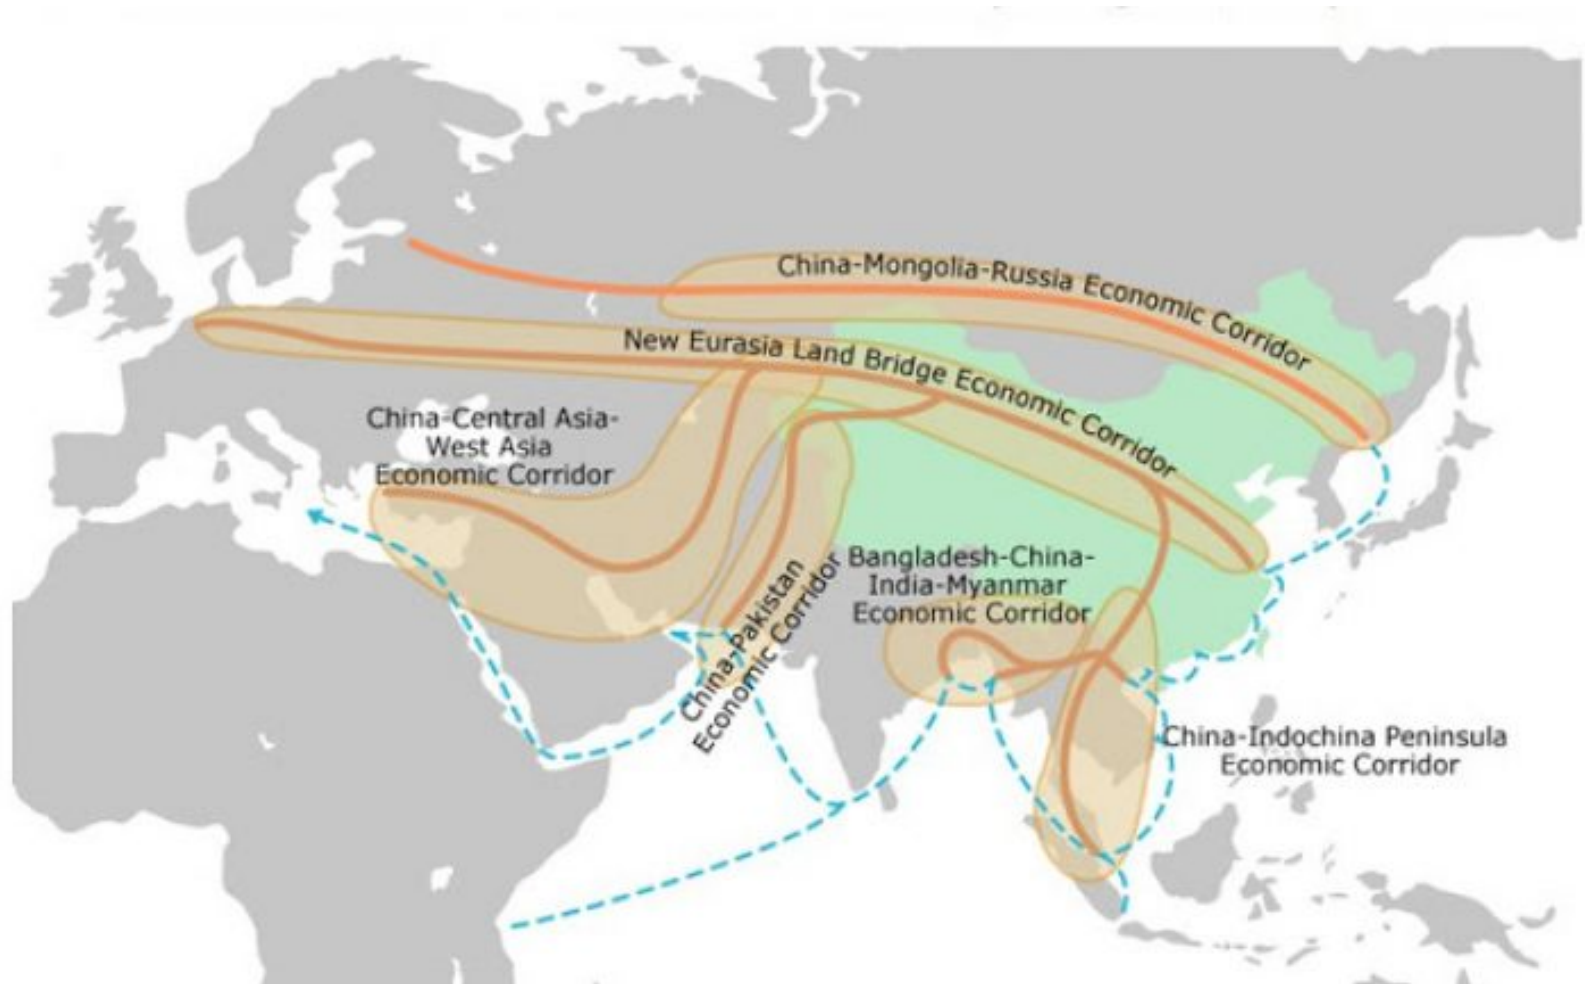 China-Mongolia-Russia Economic Corridor
New Eurasia Land Bridge Economic Corridor
China-Central Asia-
West Asia
Economic Corridor
China-Pakistan
Economic Corridor
Bangladesh-China-
India-Myanmar
Economic Corridor
China-Indochina Peninsula
Economic Corridor